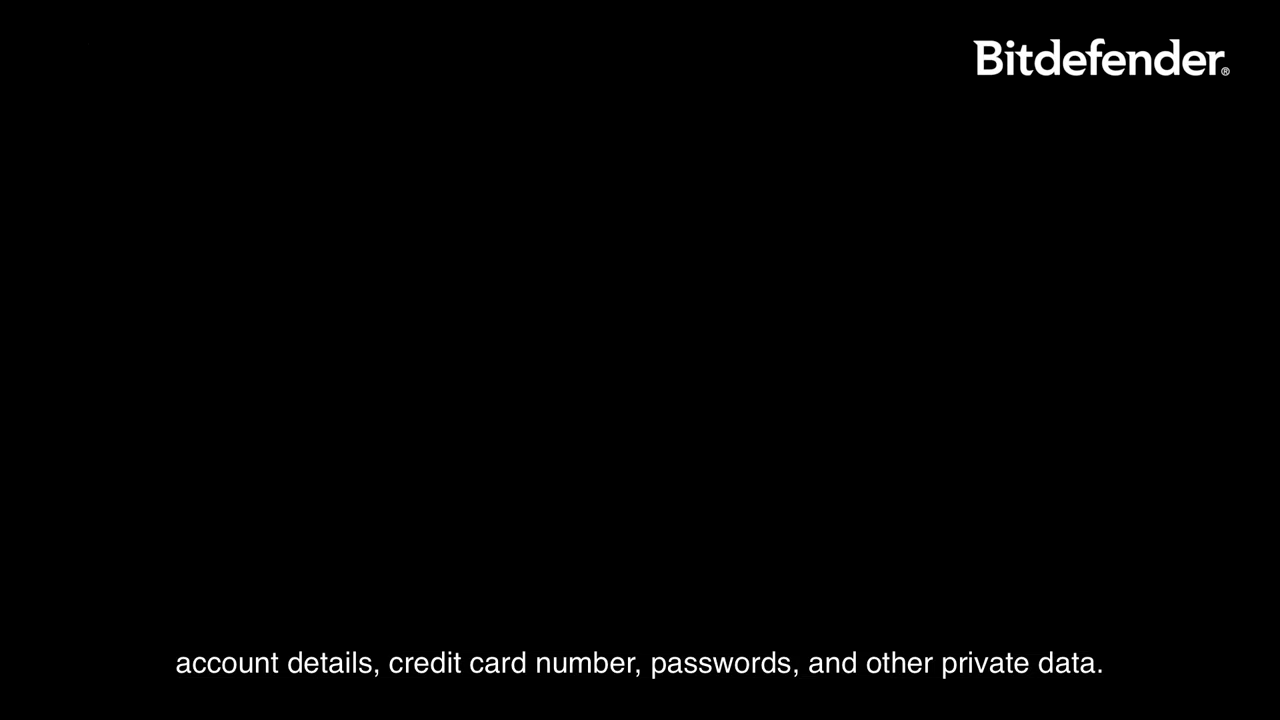 Bitdefender®
account details, credit card number, passwords, and other private data.